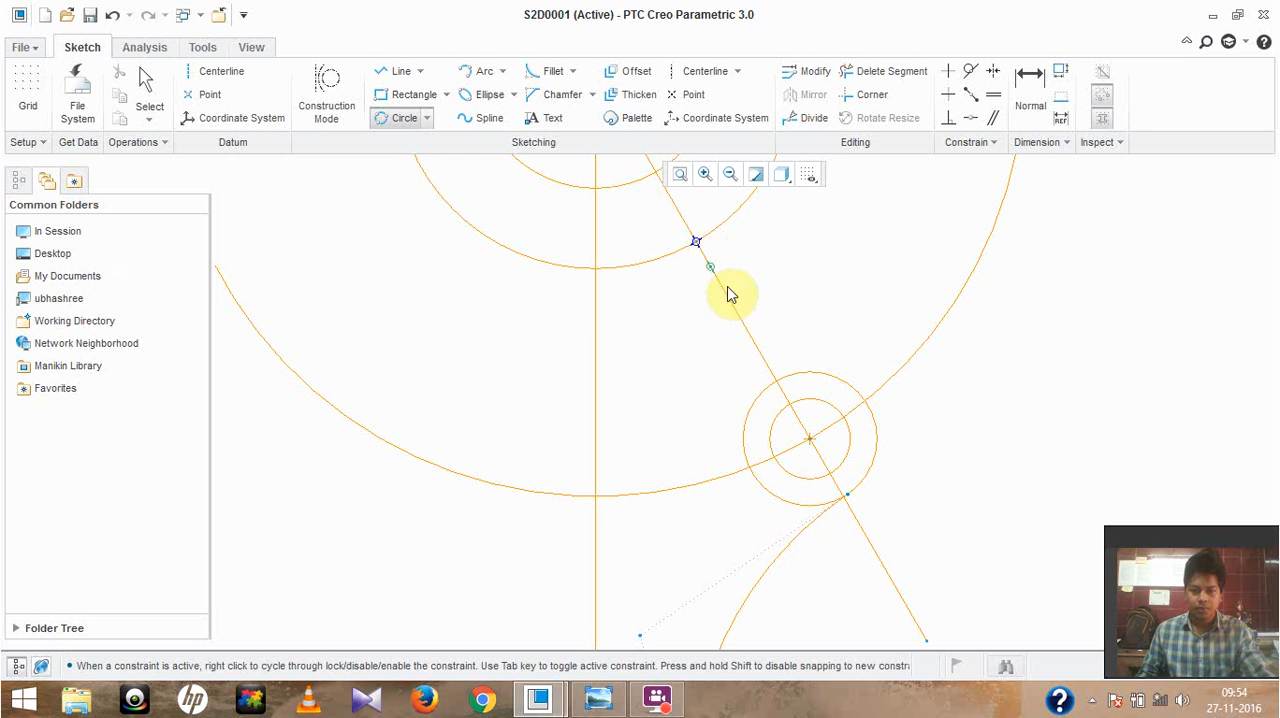 S2D0001 (Active) - PTC Creo Parametric 3.0
File Sketch Analysis Tools View
Grid
File System
Select
Centerline
Point
Coordinate System
Construction Mode
Line Arc Fillet Offset Centerline
Rectangle Ellipse Chamfer Thicken Point
Circle Spline Text Palette Coordinate System
Modify Delete Segment
Mirror Corner
Divide Rotate Resize
Normal
REF
Setup Get Data Operations Datum Sketching Editing Constrain Dimension Inspect
Common Folders
In Session
Desktop
My Documents
ubhashree
Working Directory
Network Neighborhood
Manikin Library
Favorites
Folder Tree
When a constraint is active, right click to cycle through lock/disable/enable the constraint. Use Tab key to toggle active constraint. Press and hold Shift to disable snapping to new constr
hp
09:54
27-11-2016